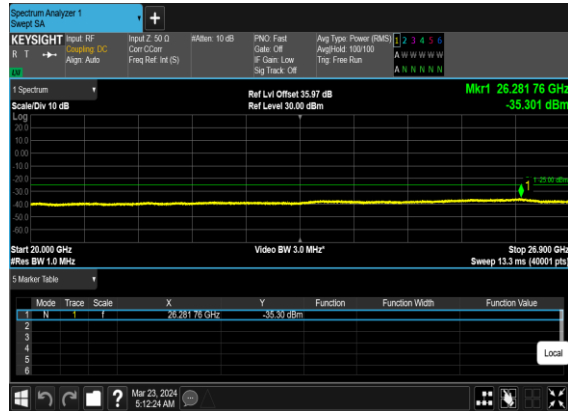 Spectrum Analyzer 1
Swept SA
+
KEYSIGHT
R T
Input: RF
Coupling: DC
Align: Auto
Input Z: 50 Ω
Corr CCorr
Freq Ref: Int (S)
#Atten: 10 dB
PNO: Fast
Gate: Off
IF Gain: Low
Sig Track: Off
Avg Type: Power (RMS)
Avg|Hold: 100/100
Trig: Free Run
1 2 3 4 5 6
A W W W W W
A N N N N N
1 Spectrum
Scale/Div 10 dB
Ref Lvl Offset 35.97 dB
Ref Level 30.00 dBm
Mkr1 26.281 76 GHz
-35.301 dBm
Log
20.0
10.0
0.00
-10.0
-20.0
-30.0
-40.0
-50.0
-60.0
1
-25.00 dBm
Start 20.000 GHz
#Res BW 1.0 MHz
Video BW 3.0 MHz*
Stop 26.900 GHz
Sweep 13.3 ms (40001 pts)
5 Marker Table
Mode Trace Scale X Y Function Function Width Function Value
1 N 1 f 26.281 76 GHz -35.30 dBm
2
3
4
5
6
Local
?
Mar 23, 2024
5:12:24 AM